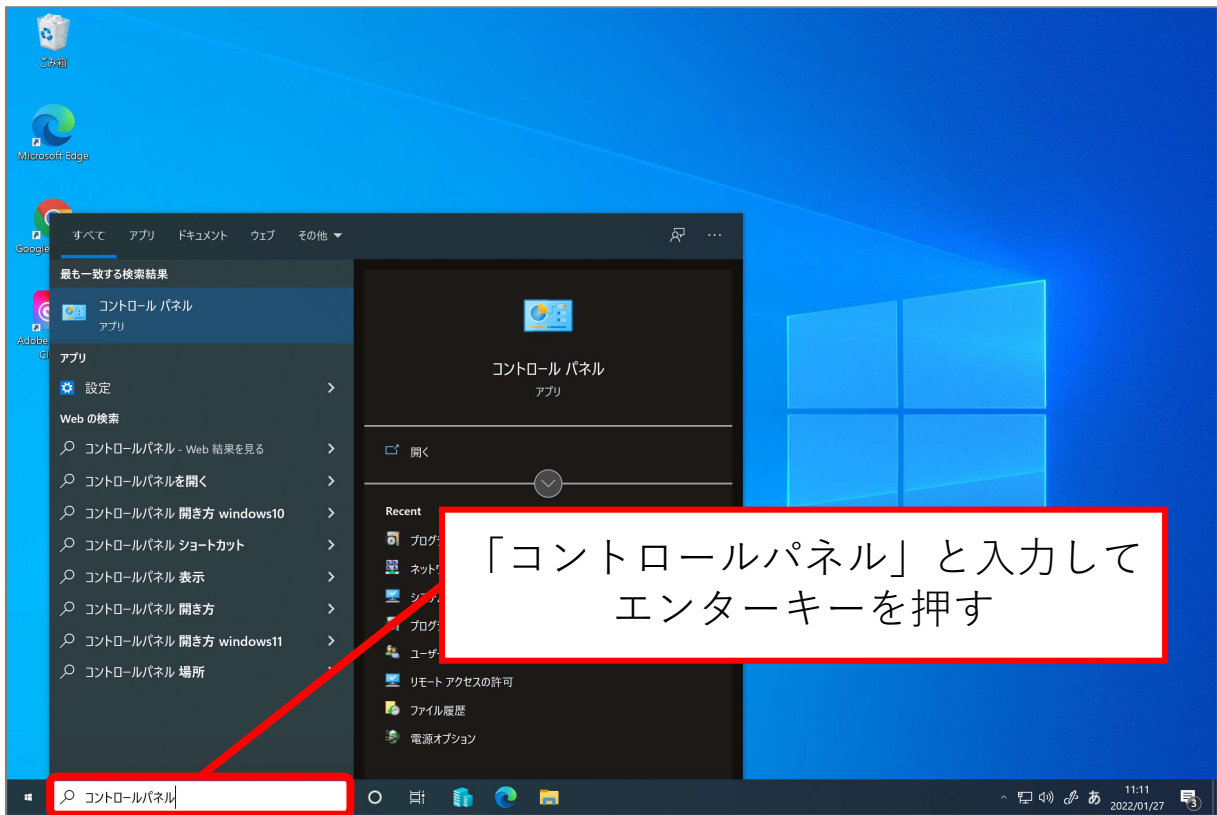 ごみ箱
Microsoft Edge
Google
Adobe
すべて アプリ ドキュメント ウェブ その他
最も一致する検索結果
コントロール パネル
アプリ
アプリ
設定
Web の検索
コントロールパネル - Web 結果を見る
コントロールパネルを開く
コントロールパネル 開き方 windows10
コントロールパネル ショートカット
コントロールパネル 表示
コントロールパネル 開き方
コントロールパネル 開き方 windows11
コントロールパネル 場所
コントロール パネル
アプリ
開く
Recent
リモート アクセスの許可
ファイル履歴
電源オプション
「コントロールパネル」と入力して
エンターキーを押す
コントロールパネル
あ
11:11
2022/01/27
3